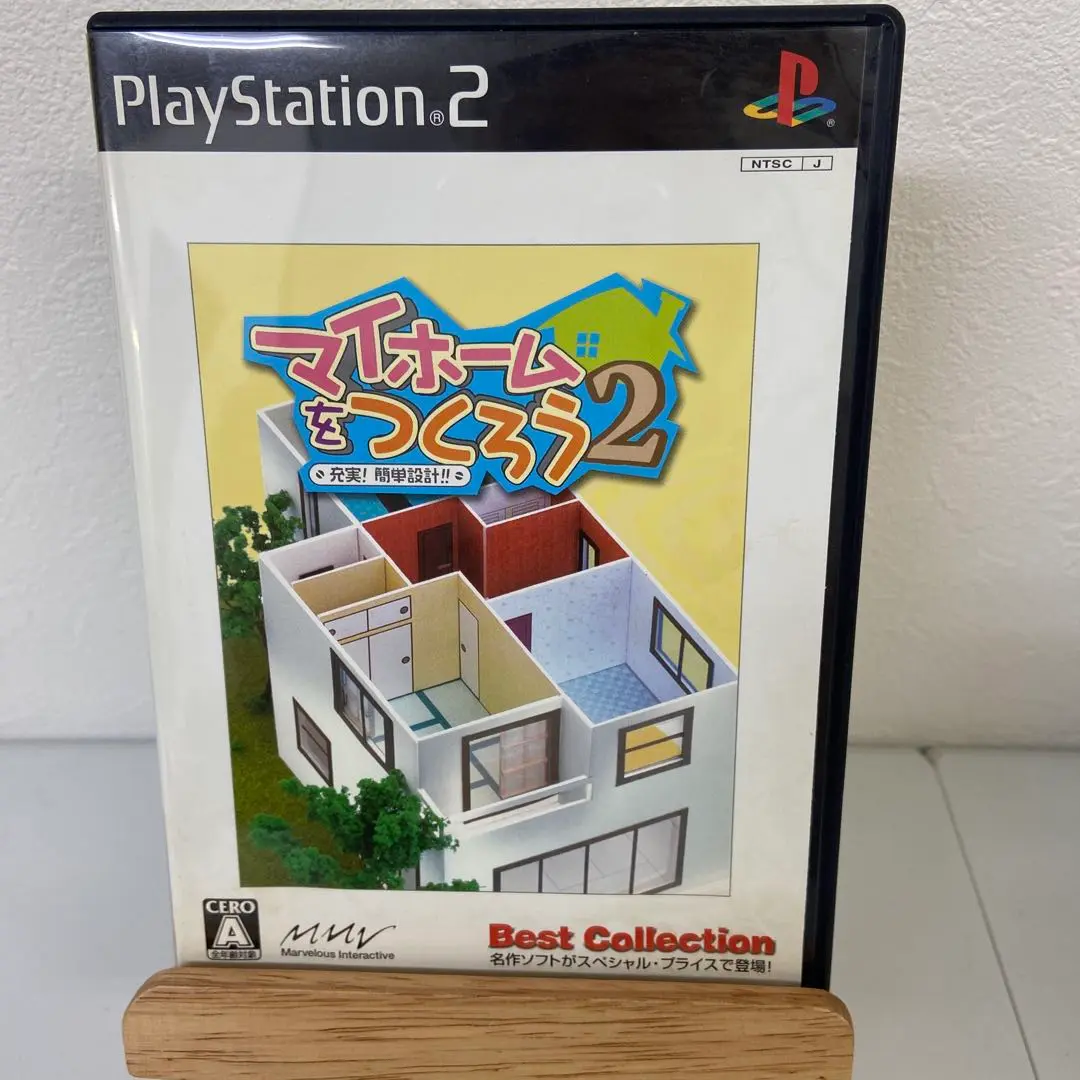 PlayStation®2
®
NTSC J
マイホーム
をつくろう2
充実!簡単設計!!
CERO
A
全年齢対象
MMV
Marvelous Interactive
Best Collection
名作ソフトがスペシャル・プライスで登場!